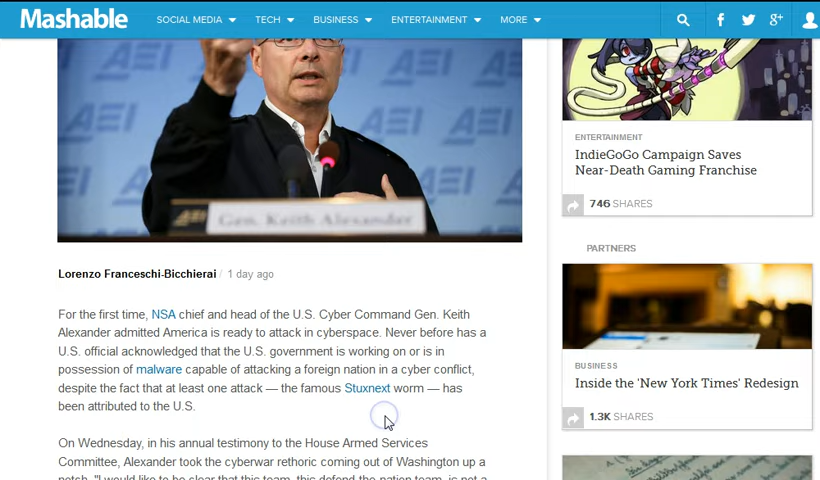 Mashable
SOCIAL MEDIA
TECH
BUSINESS
ENTERTAINMENT
MORE
AEI
AEI
AEI
AEI
AEI
Gen. Keith Alexander
Lorenzo Franceschi-Bicchierai / 1 day ago
For the first time, NSA chief and head of the U.S. Cyber Command Gen. Keith
Alexander admitted America is ready to attack in cyberspace. Never before has a
U.S. official acknowledged that the U.S. government is working on or is in
possession of malware capable of attacking a foreign nation in a cyber conflict,
despite the fact that at least one attack — the famous Stuxnext worm — has
been attributed to the U.S.
On Wednesday, in his annual testimony to the House Armed Services
Committee, Alexander took the cyberwar rethoric coming out of Washington up a
notch. "I would like to be clear that this team, this defend-the-nation team, is not a
ENTERTAINMENT
IndieGoGo Campaign Saves
Near-Death Gaming Franchise
746 SHARES
PARTNERS
BUSINESS
Inside the 'New York Times' Redesign
1.3K SHARES